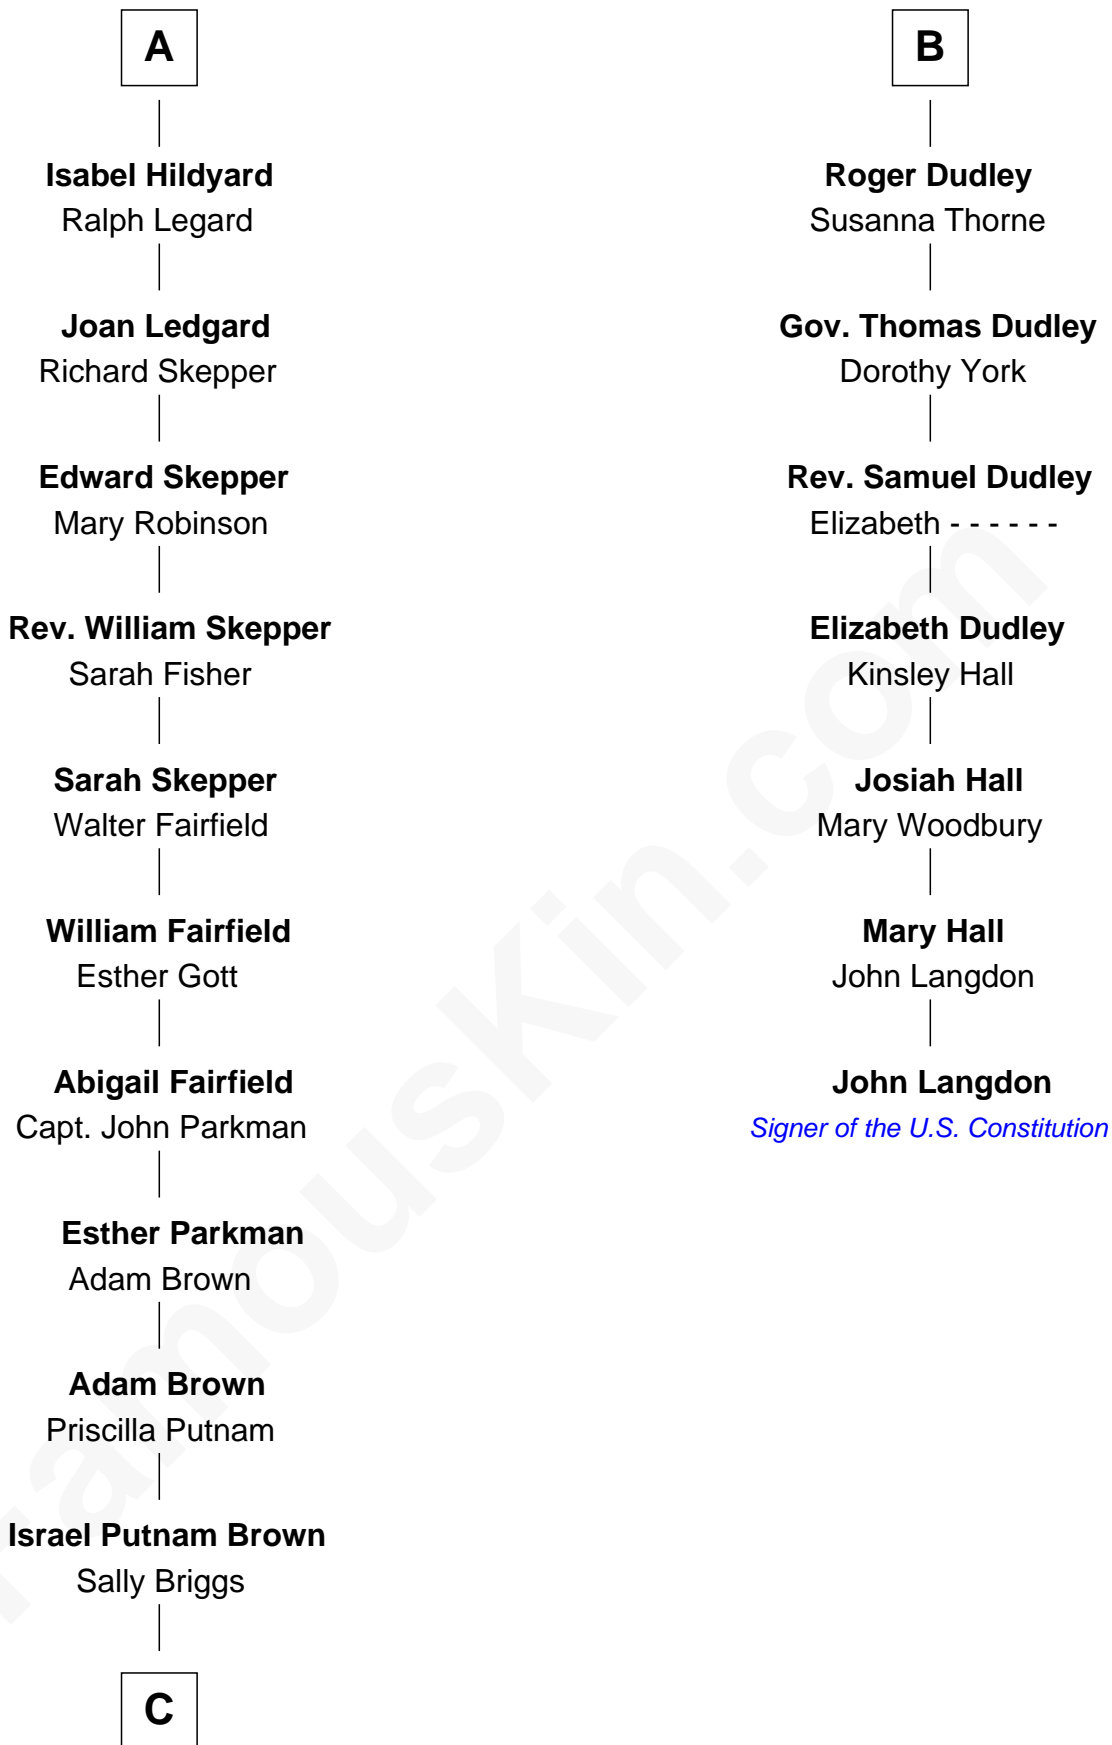 A
Isabel Hildyard
Ralph Legard
Joan Ledgard
Richard Skepper
Edward Skepper
Mary Robinson
Rev. William Skepper
Sarah Fisher
Sarah Skepper
Walter Fairfield
William Fairfield
Esther Gott
Abigail Fairfield
Capt. John Parkman
Esther Parkman
Adam Brown
Adam Brown
Priscilla Putnam
Israel Putnam Brown
Sally Briggs
C
B
Roger Dudley
Susanna Thorne
Gov. Thomas Dudley
Dorothy York
Rev. Samuel Dudley
Elizabeth - - - - - -
Elizabeth Dudley
Kinsley Hall
Josiah Hall
Mary Woodbury
Mary Hall
John Langdon
John Langdon
Signer of the U.S. Constitution
FamousKin.com